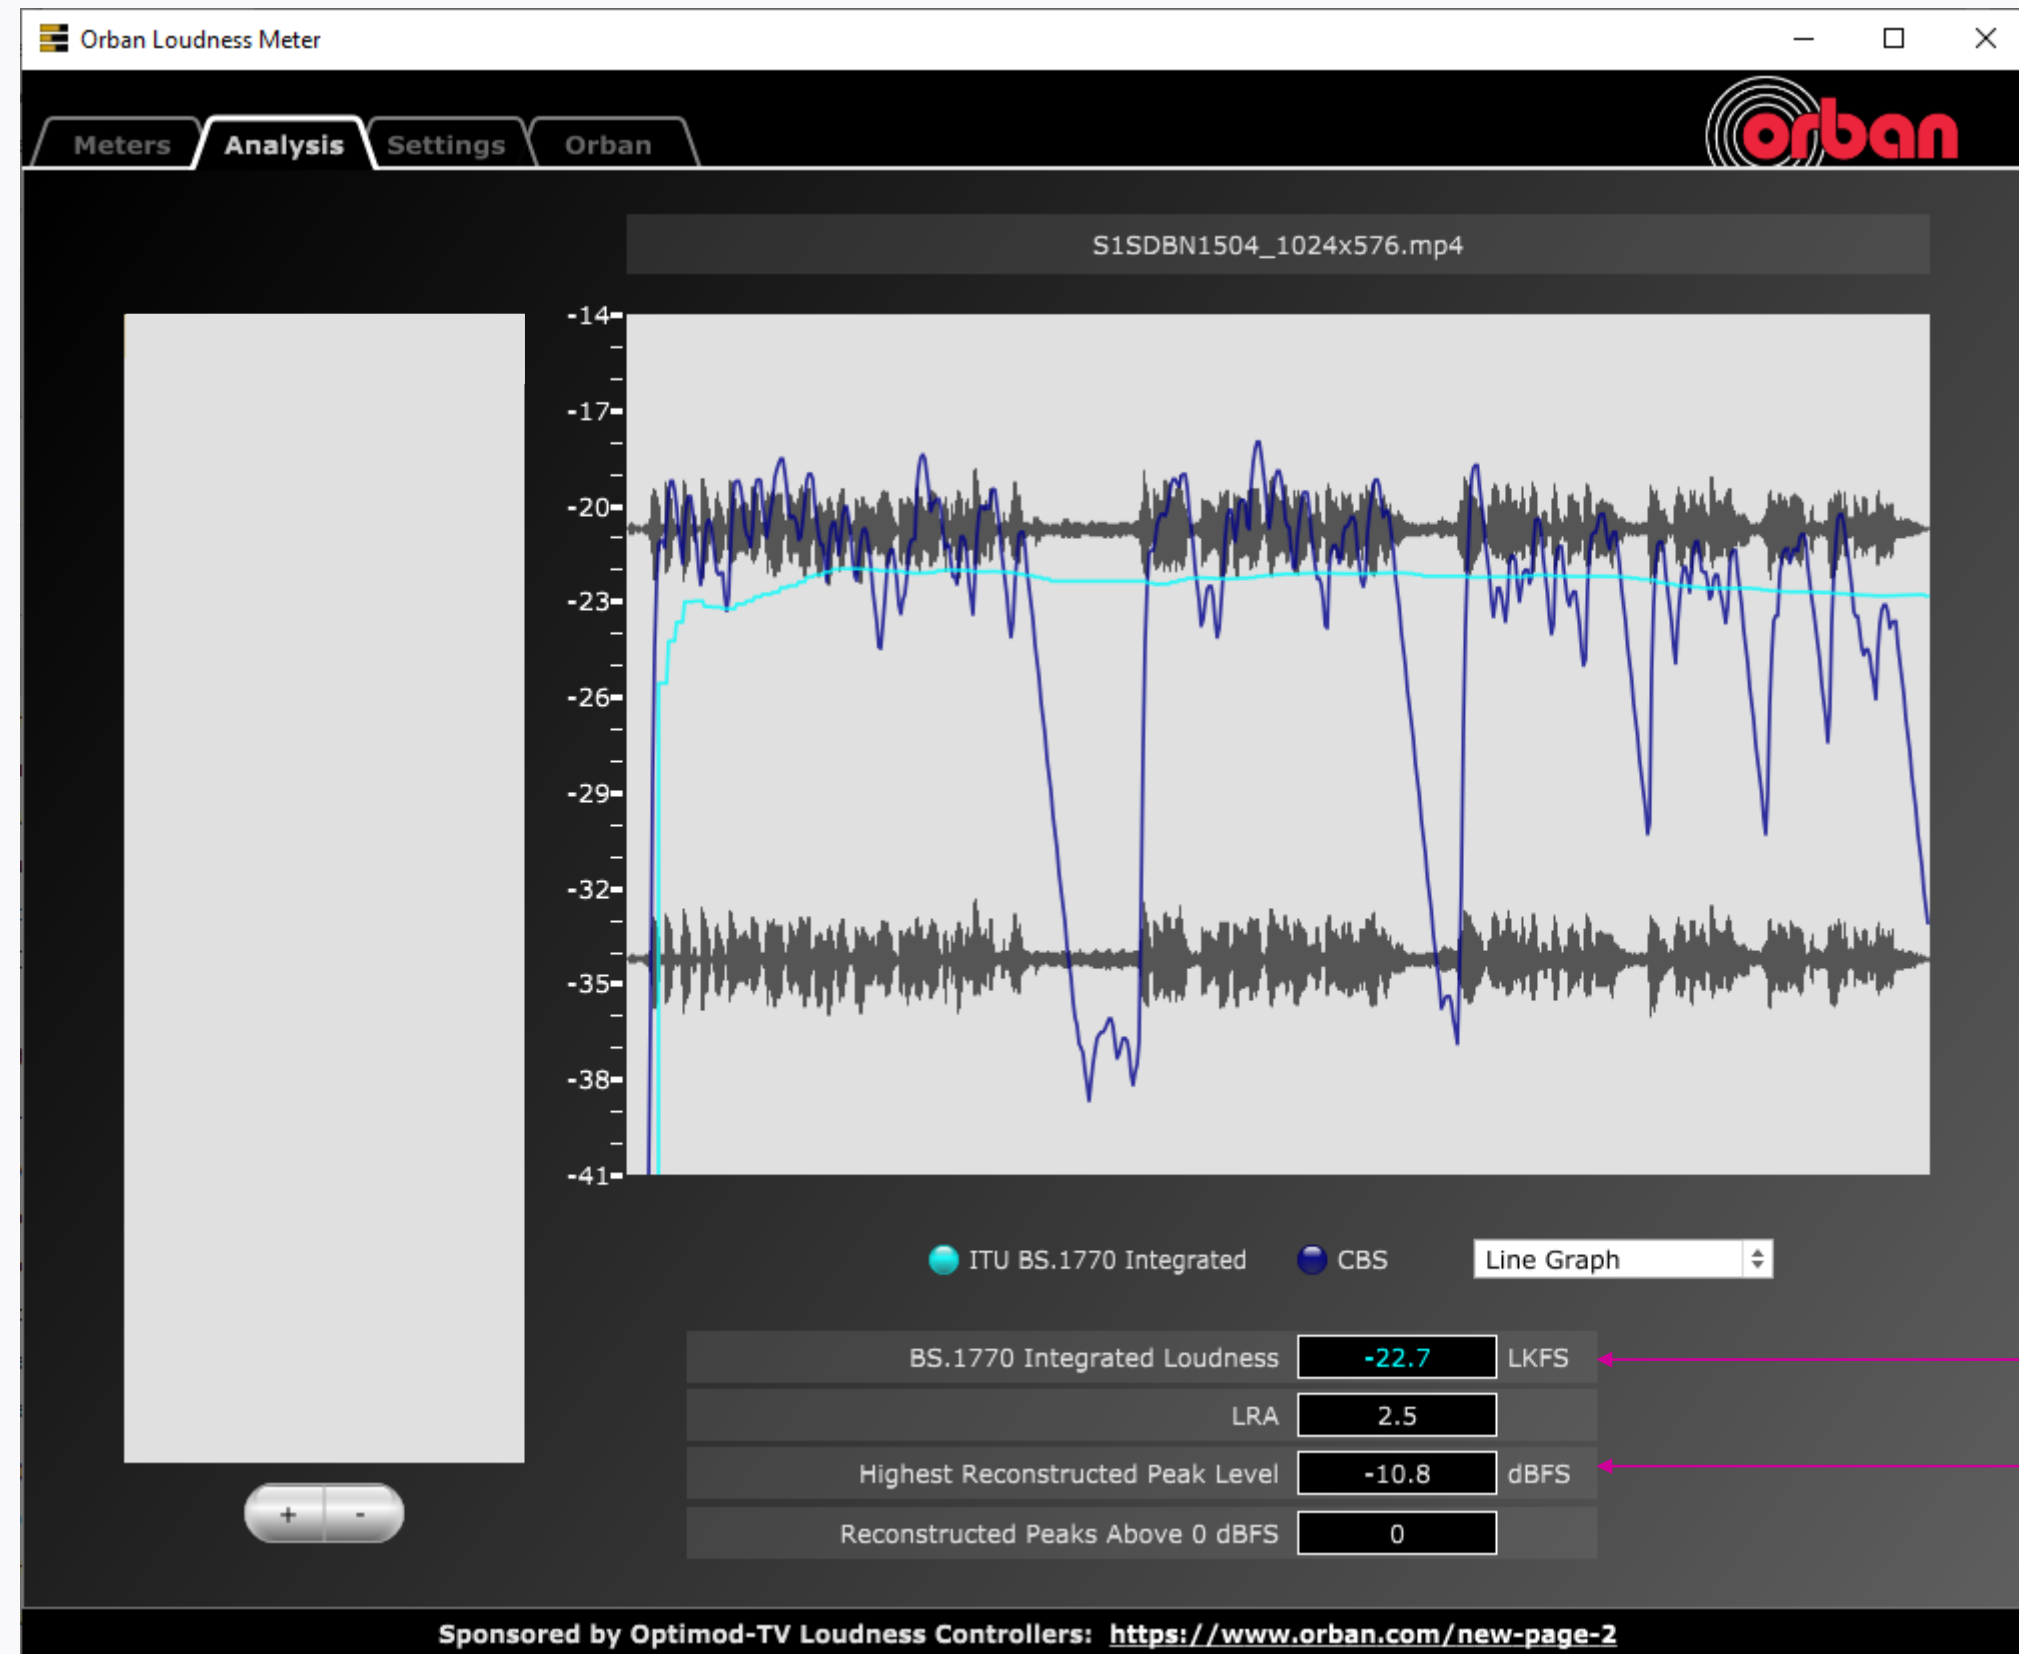 Orban Loudness Meter
Meters Analysis Settings Orban
orban
S1SDBN1504_1024x576.mp4
-14
-17
-20
-23
-26
-29
-32
-35
-38
-41
ITU BS.1770 Integrated CBS Line Graph
BS.1770 Integrated Loudness -22.7 LKFS
LRA 2.5
Highest Reconstructed Peak Level -10.8 dBFS
+ -
Reconstructed Peaks Above 0 dBFS 0
Sponsored by Optimod-TV Loudness Controllers: https://www.orban.com/new-page-2